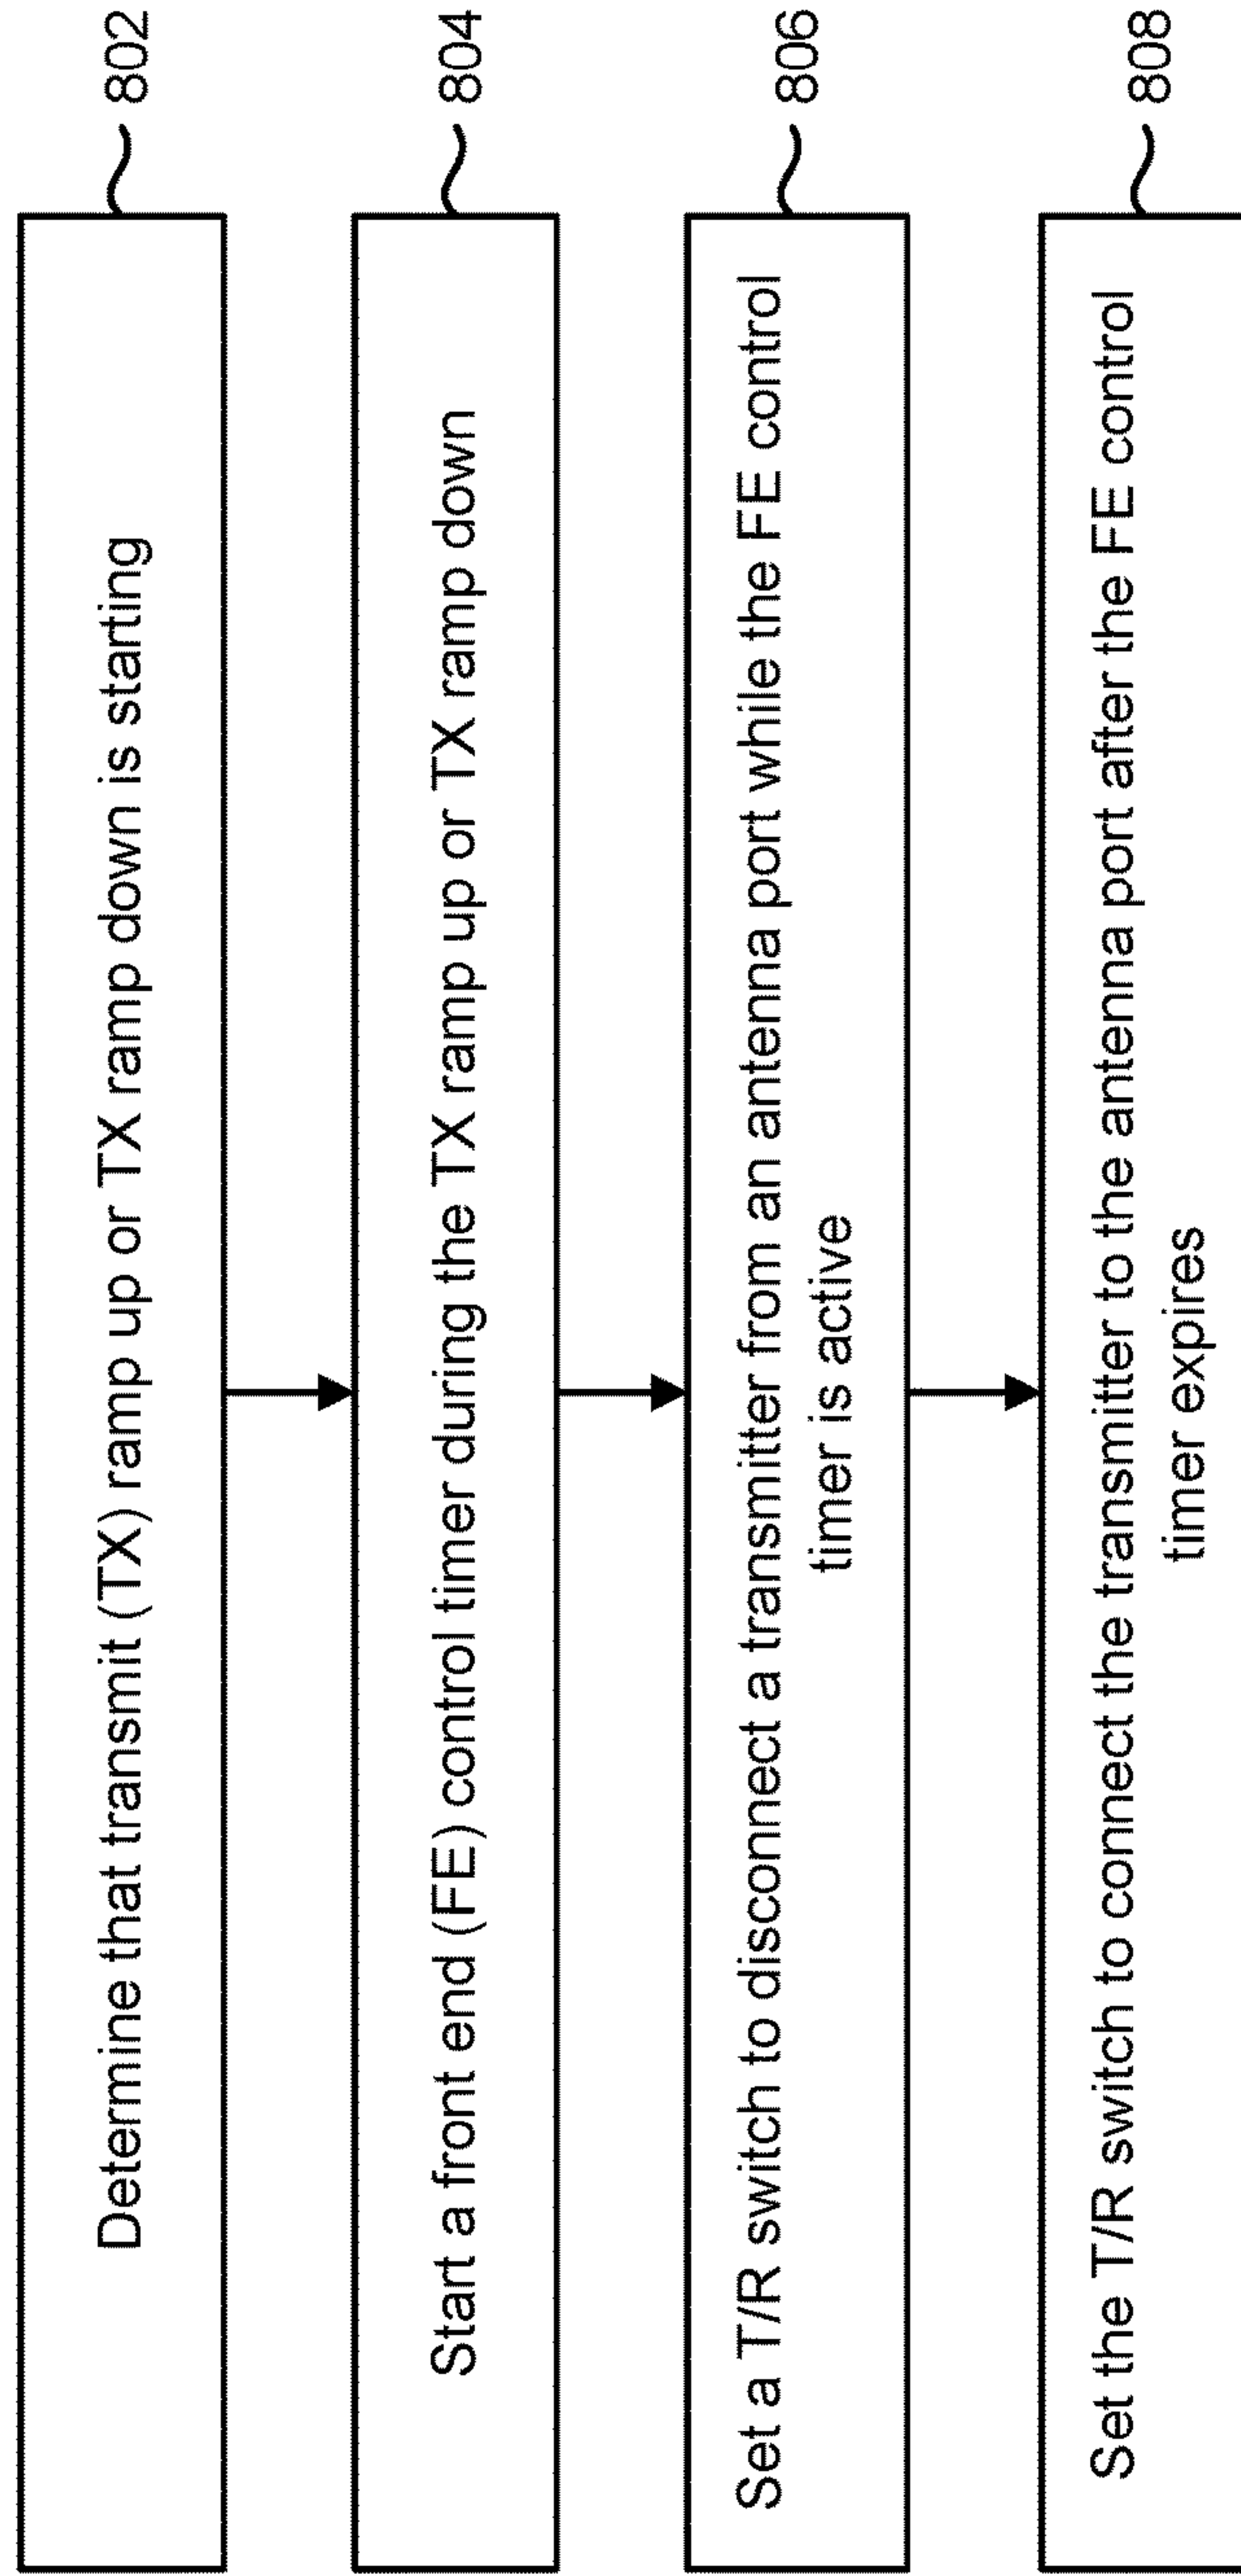 Determine that transmit (TX) ramp up or TX ramp down is starting
802
Start a front end (FE) control timer during the TX ramp up or TX ramp down
804
Set a T/R switch to disconnect a transmitter from an antenna port while the FE control
timer is active
806
Set the T/R switch to connect the transmitter to the antenna port after the FE control
timer expires
808